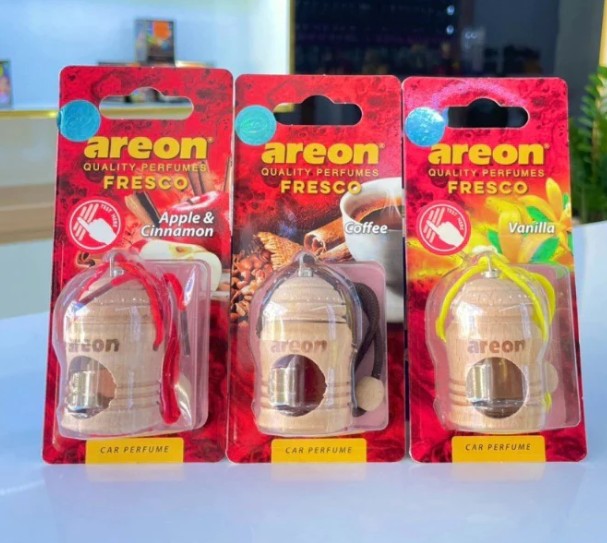 areon
QUALITY PERFUMES
FRESCO
Apple &
Cinnamon
areon
CAR PERFUME
areon
QUALITY PERFUMES
FRESCO
Coffee
areon
CAR PERFUME
areon
QUALITY PERFUMES
FRESCO
Vanilla
areon
CAR PERFUME